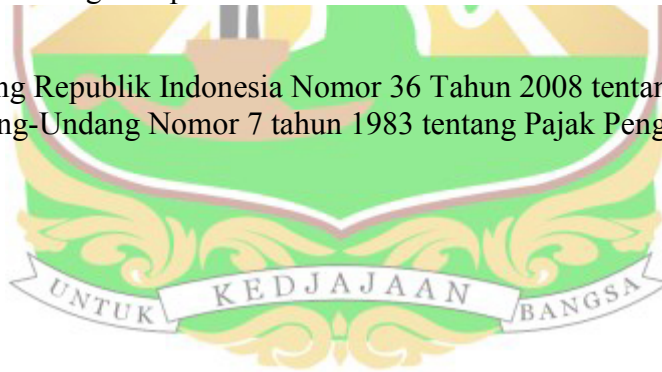 ng Republik Indonesia Nomor 36 Tahun 2008 tentan
ng-Undang Nomor 7 tahun 1983 tentang Pajak Peng
UNTUK KEDJAJAAN BANGSA